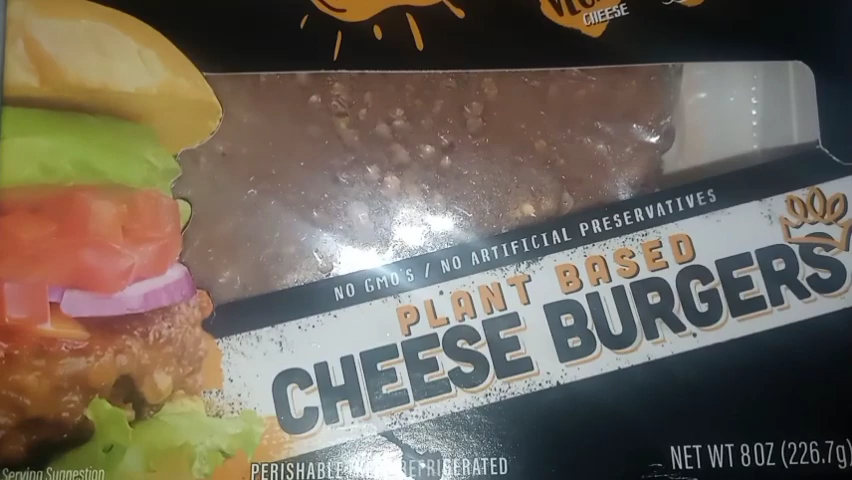 CHEESE
NO GMO'S / NO ARTIFICIAL PRESERVATIVES
PLANT BASED
CHEESE BURGERS
PERISHABLE REFRIGERATED
NET WT 8 OZ (226.7g)
Serving Suggestion